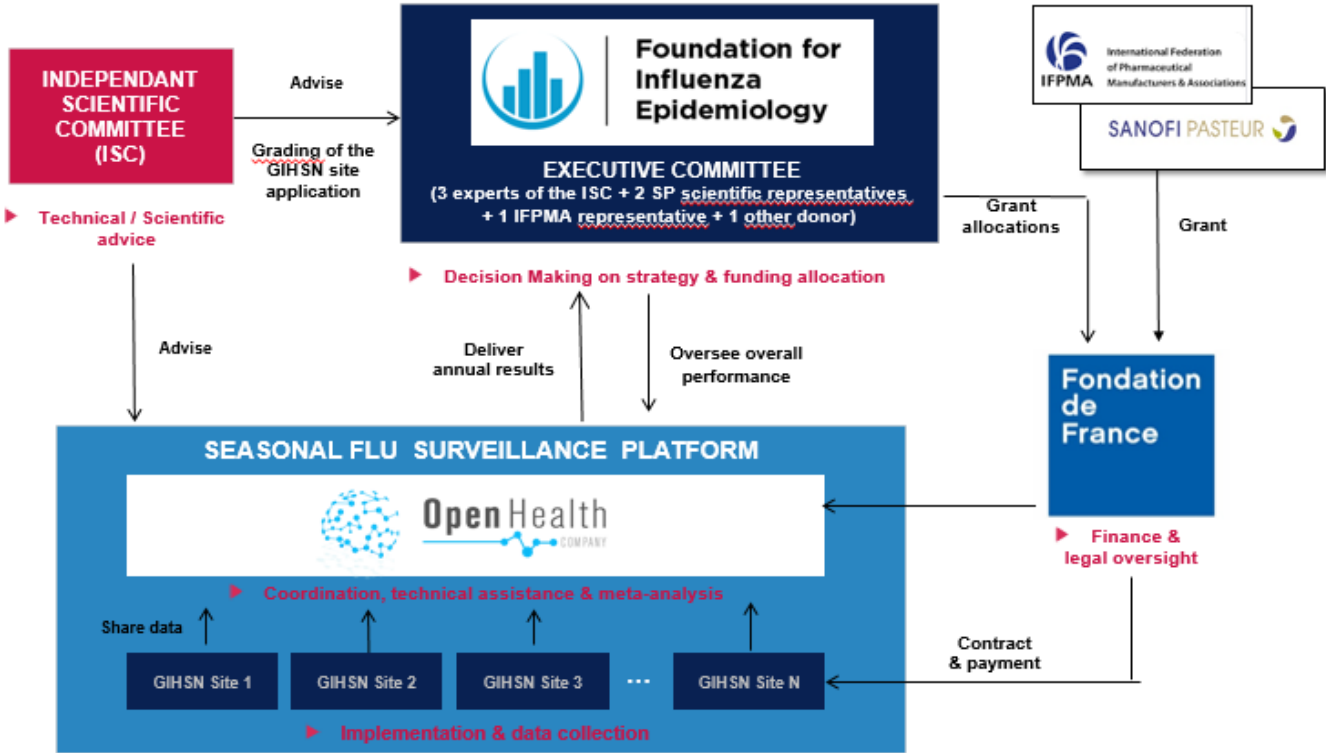 INDEPENDANT
SCIENTIFIC
COMMITTEE
(ISC)
Technical / Scientific
advice
Advise
Grading of the
GIHSN site
application
Foundation for
Influenza
Epidemiology
EXECUTIVE COMMITTEE
(3 experts of the ISC + 2 SP scientific representatives
+ 1 IFPMA representative + 1 other donor)
Decision Making on strategy & funding allocation
IFPMA
International Federation
of Pharmaceutical
Manufacturers & Associations
SANOFI PASTEUR
Grant
allocations
Grant
Advise
Deliver
annual results
Oversee overall
performance
Fondation
de
France
Finance &
legal oversight
SEASONAL FLU SURVEILLANCE PLATFORM
Open Health
COMPANY
Coordination, technical assistance & meta-analysis
Share data
GIHSN Site 1
GIHSN Site 2
GIHSN Site 3
...
GIHSN Site N
Contract
& payment
Implementation & data collection